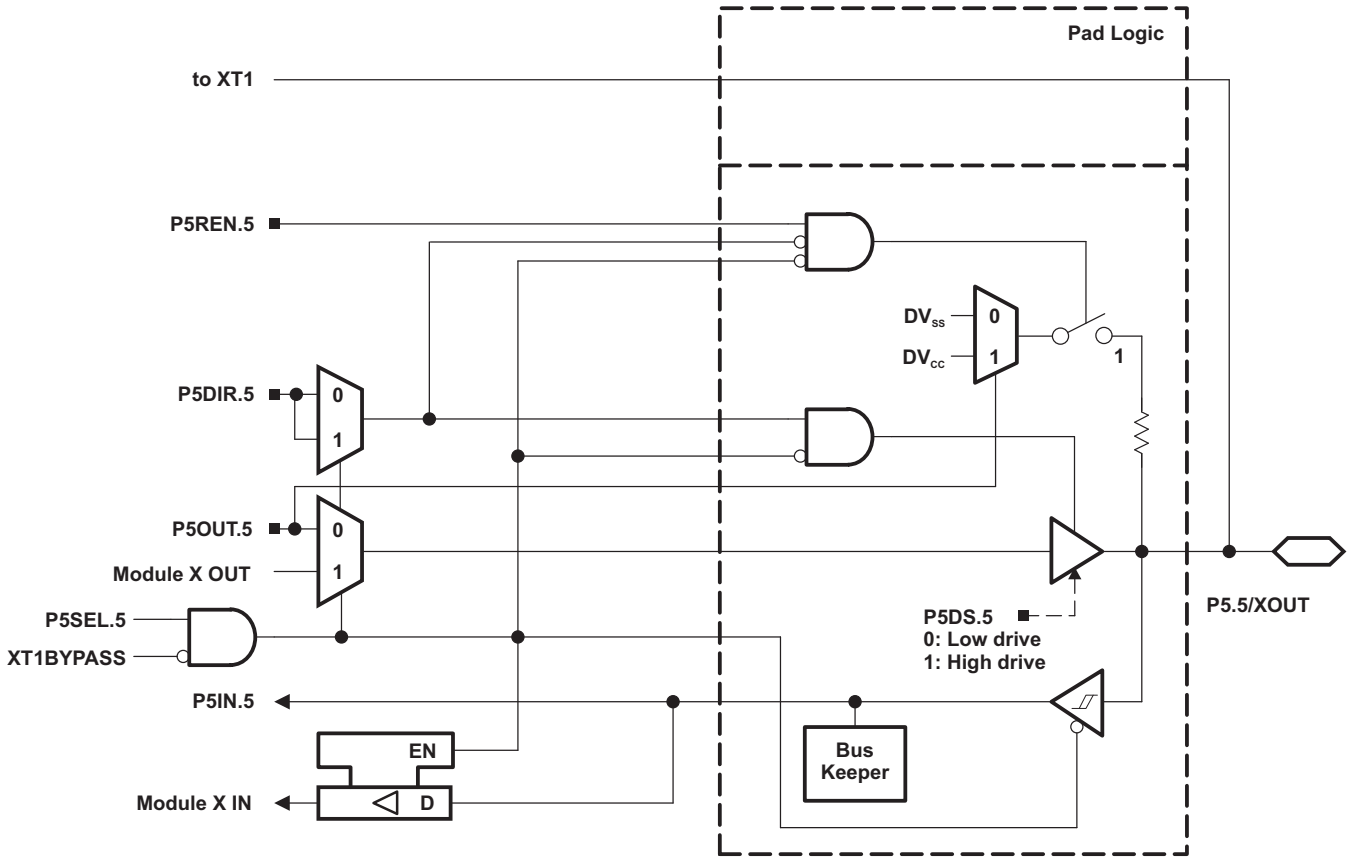 Pad Logic
to XT1
P5REN.5
DVss
0
DVcc
1
1
P5DIR.5
0
1
P5OUT.5
0
Module X OUT
1
P5SEL.5
XT1BYPASS
P5DS.5
0: Low drive
1: High drive
P5.5/XOUT
P5IN.5
EN
Bus
Keeper
Module X IN
D